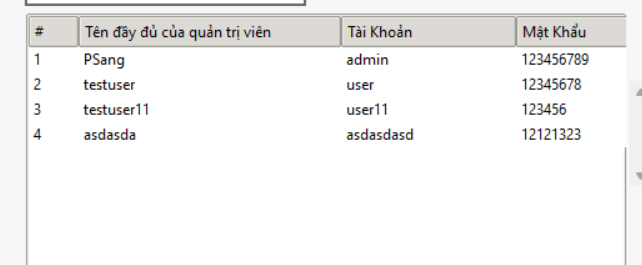 # Tên đầy đủ của quản trị viên Tài Khoản Mật Khẩu
1 PSang admin 123456789
2 testuser user 12345678
3 testuser11 user11 123456
4 asdasda asdasdasd 12121323